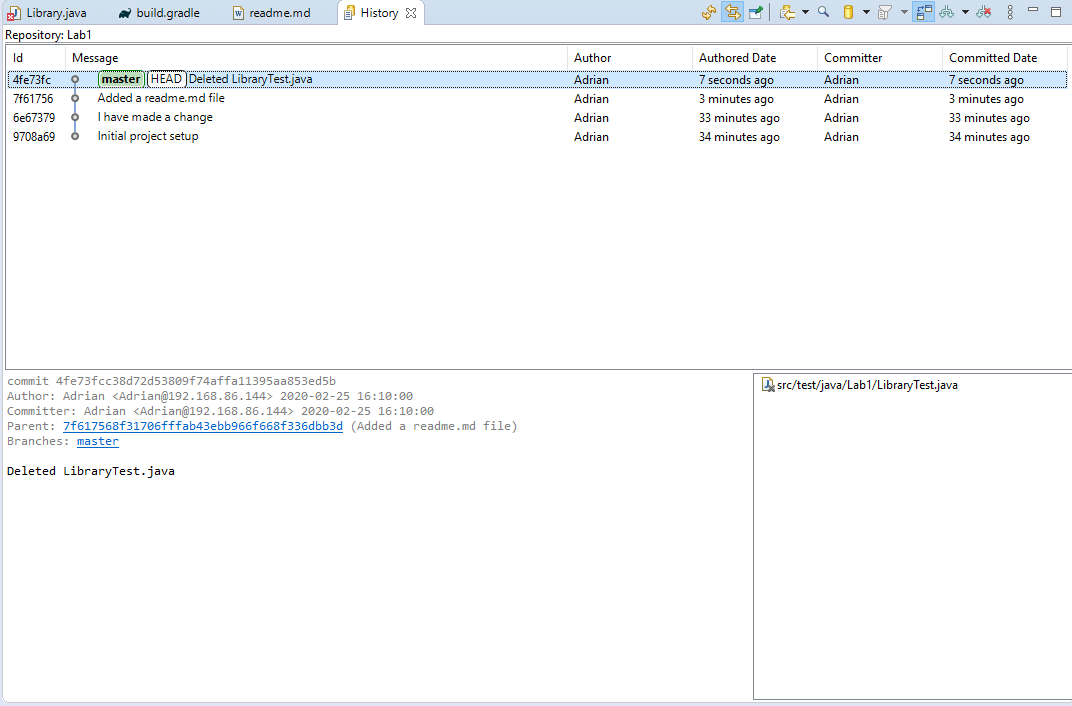 Library.java build.gradle readme.md History
Repository: Lab1
Id Message Author Authored Date Committer Committed Date
4fe73fc master HEAD Deleted LibraryTest.java Adrian 7 seconds ago Adrian 7 seconds ago
7f61756 Added a readme.md file Adrian 3 minutes ago Adrian 3 minutes ago
6e67379 I have made a change Adrian 33 minutes ago Adrian 33 minutes ago
9708a69 Initial project setup Adrian 34 minutes ago Adrian 34 minutes ago
commit 4fe73fcc38d72d53809f74affa11395aa853ed5b
Author: Adrian <Adrian@192.168.86.144> 2020-02-25 16:10:00
Committer: Adrian <Adrian@192.168.86.144> 2020-02-25 16:10:00
Parent: 7f617568f31706fffab43ebb966f668f336dbb3d (Added a readme.md file)
Branches: master
Deleted LibraryTest.java
src/test/java/Lab1/LibraryTest.java